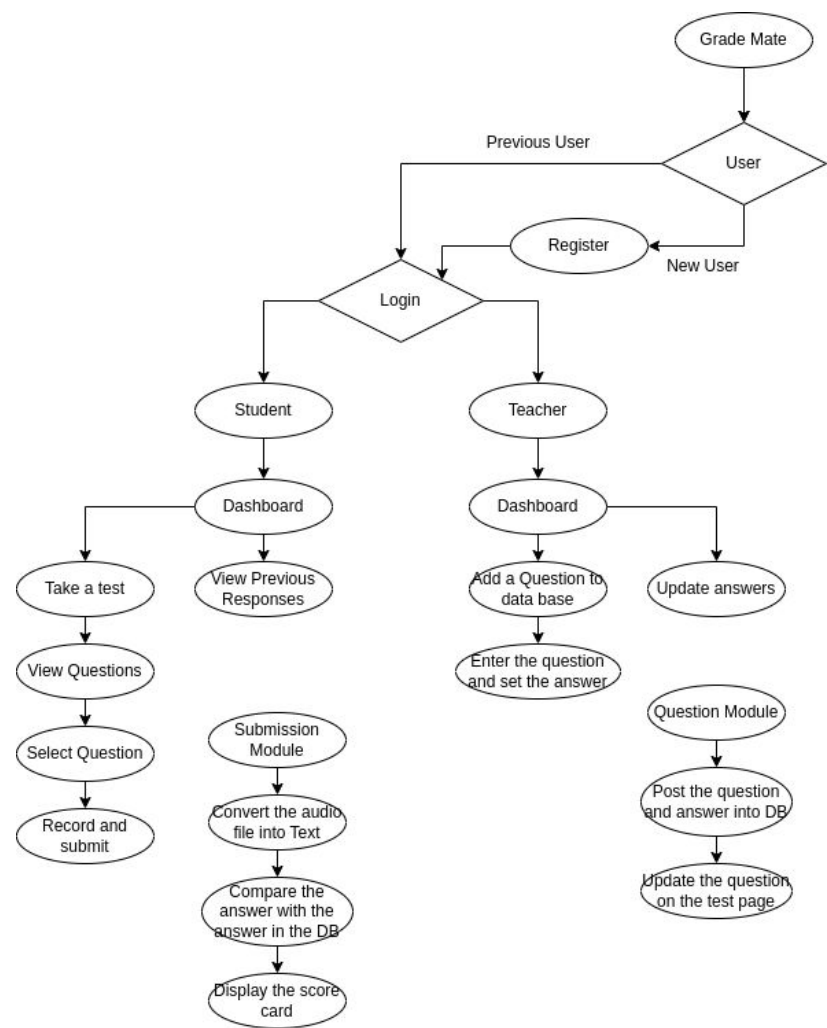 Grade Mate
Previous User
User
Register
New User
Login
Student
Teacher
Dashboard
Dashboard
Take a test
View Previous
Responses
Add a Question to
data base
Update answers
View Questions
Enter the question
and set the answer
Select Question
Submission
Module
Question Module
Record and
submit
Convert the audio
file into Text
Post the question
and answer into DB
Compare the
answer with the
answer in the DB
Update the question
on the test page
Display the score
card